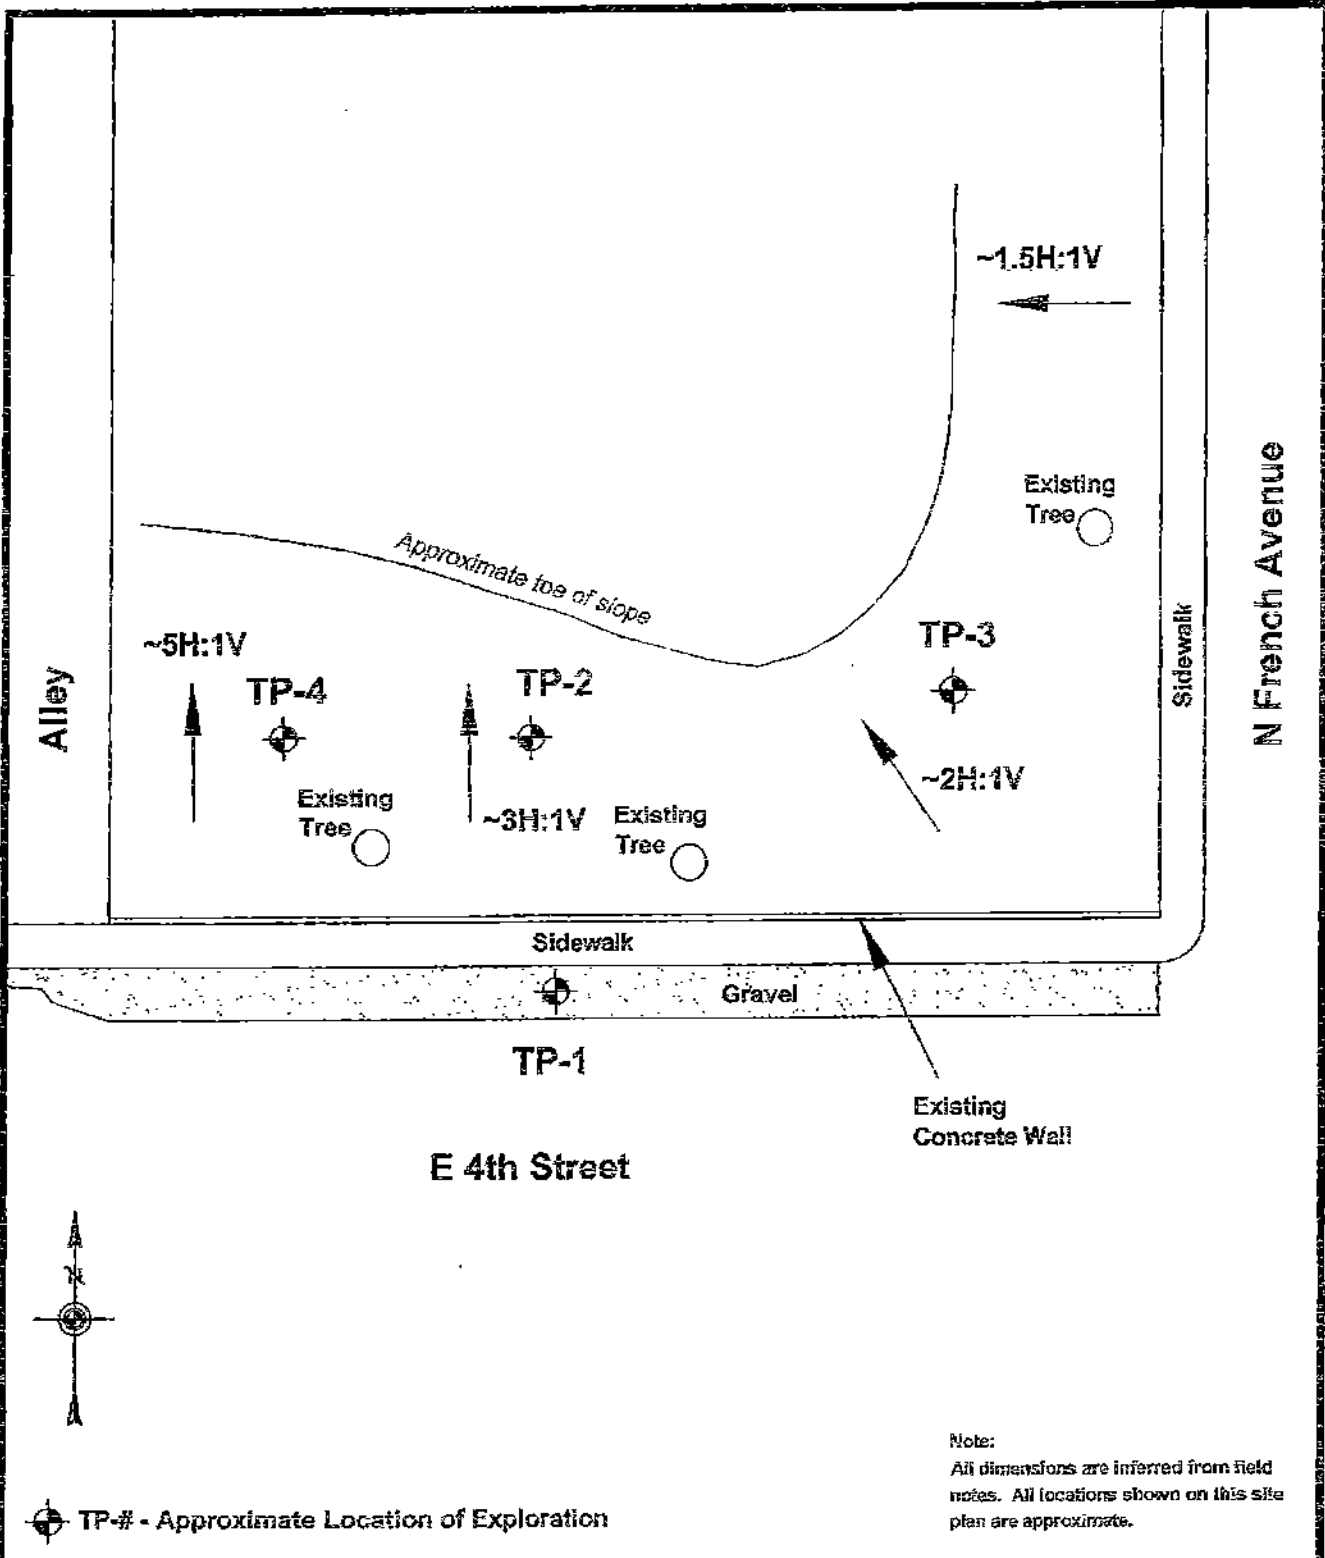 ~1.5H:1V
Existing
Tree
N French Avenue
Approximate toe of slope
~5H:1V
TP-4
TP-2
TP-3
Sidewalk
Alley
Existing
Tree
~3H:1V
Existing
Tree
~2H:1V
Sidewalk
Gravel
TP-1
Existing
Concrete Wall
E 4th Street
N
Note:
All dimensions are inferred from field
notes. All locations shown on this site
plan are approximate.
TP-# - Approximate Location of Exploration